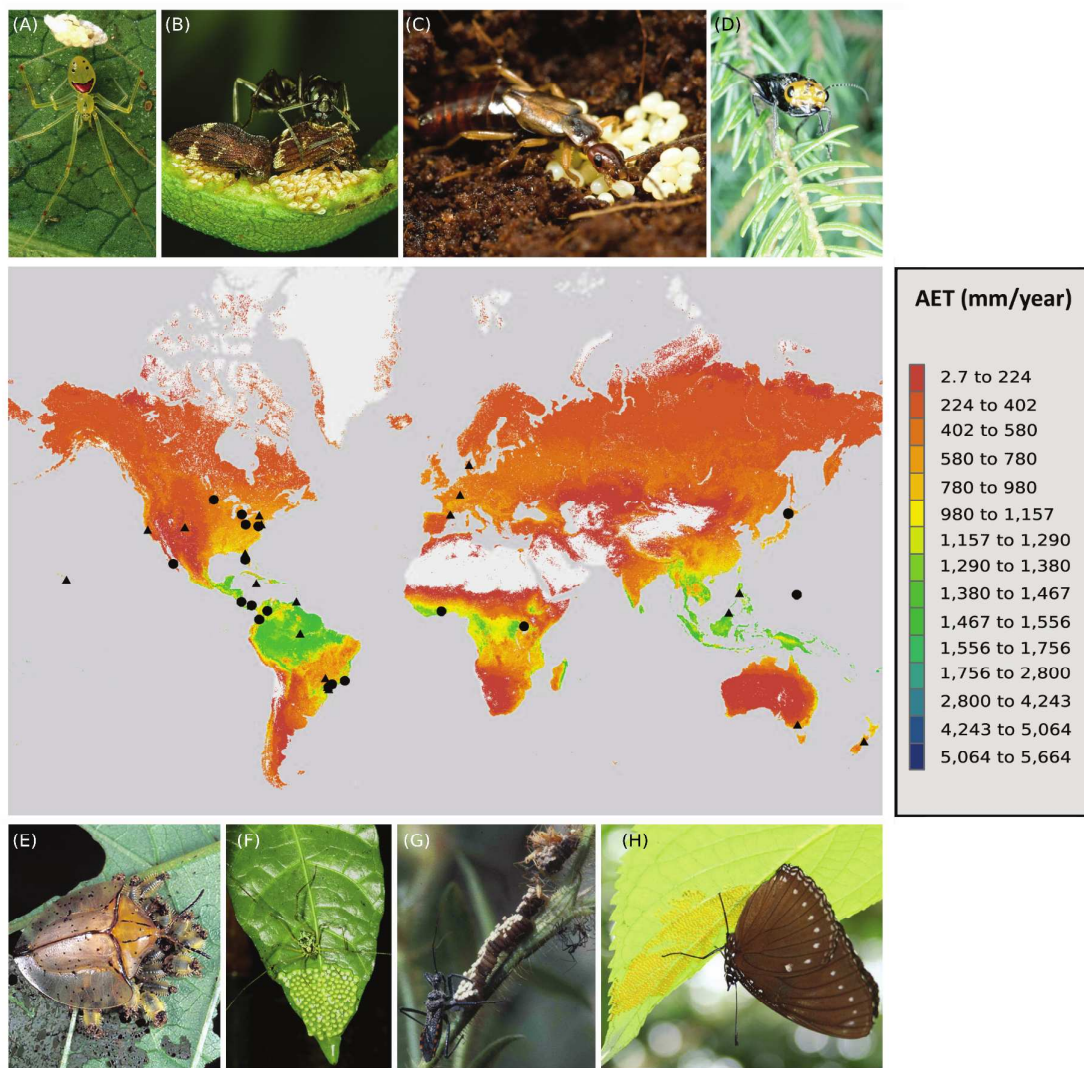 (A)
(B)
(C)
(D)
AET (mm/year)
2.7 to 224
224 to 402
402 to 580
580 to 780
780 to 980
980 to 1,157
1,157 to 1,290
1,290 to 1,380
1,380 to 1,467
1,467 to 1,556
1,556 to 1,756
1,756 to 2,800
2,800 to 4,243
4,243 to 5,064
5,064 to 5,664
(E)
(F)
(G)
(H)